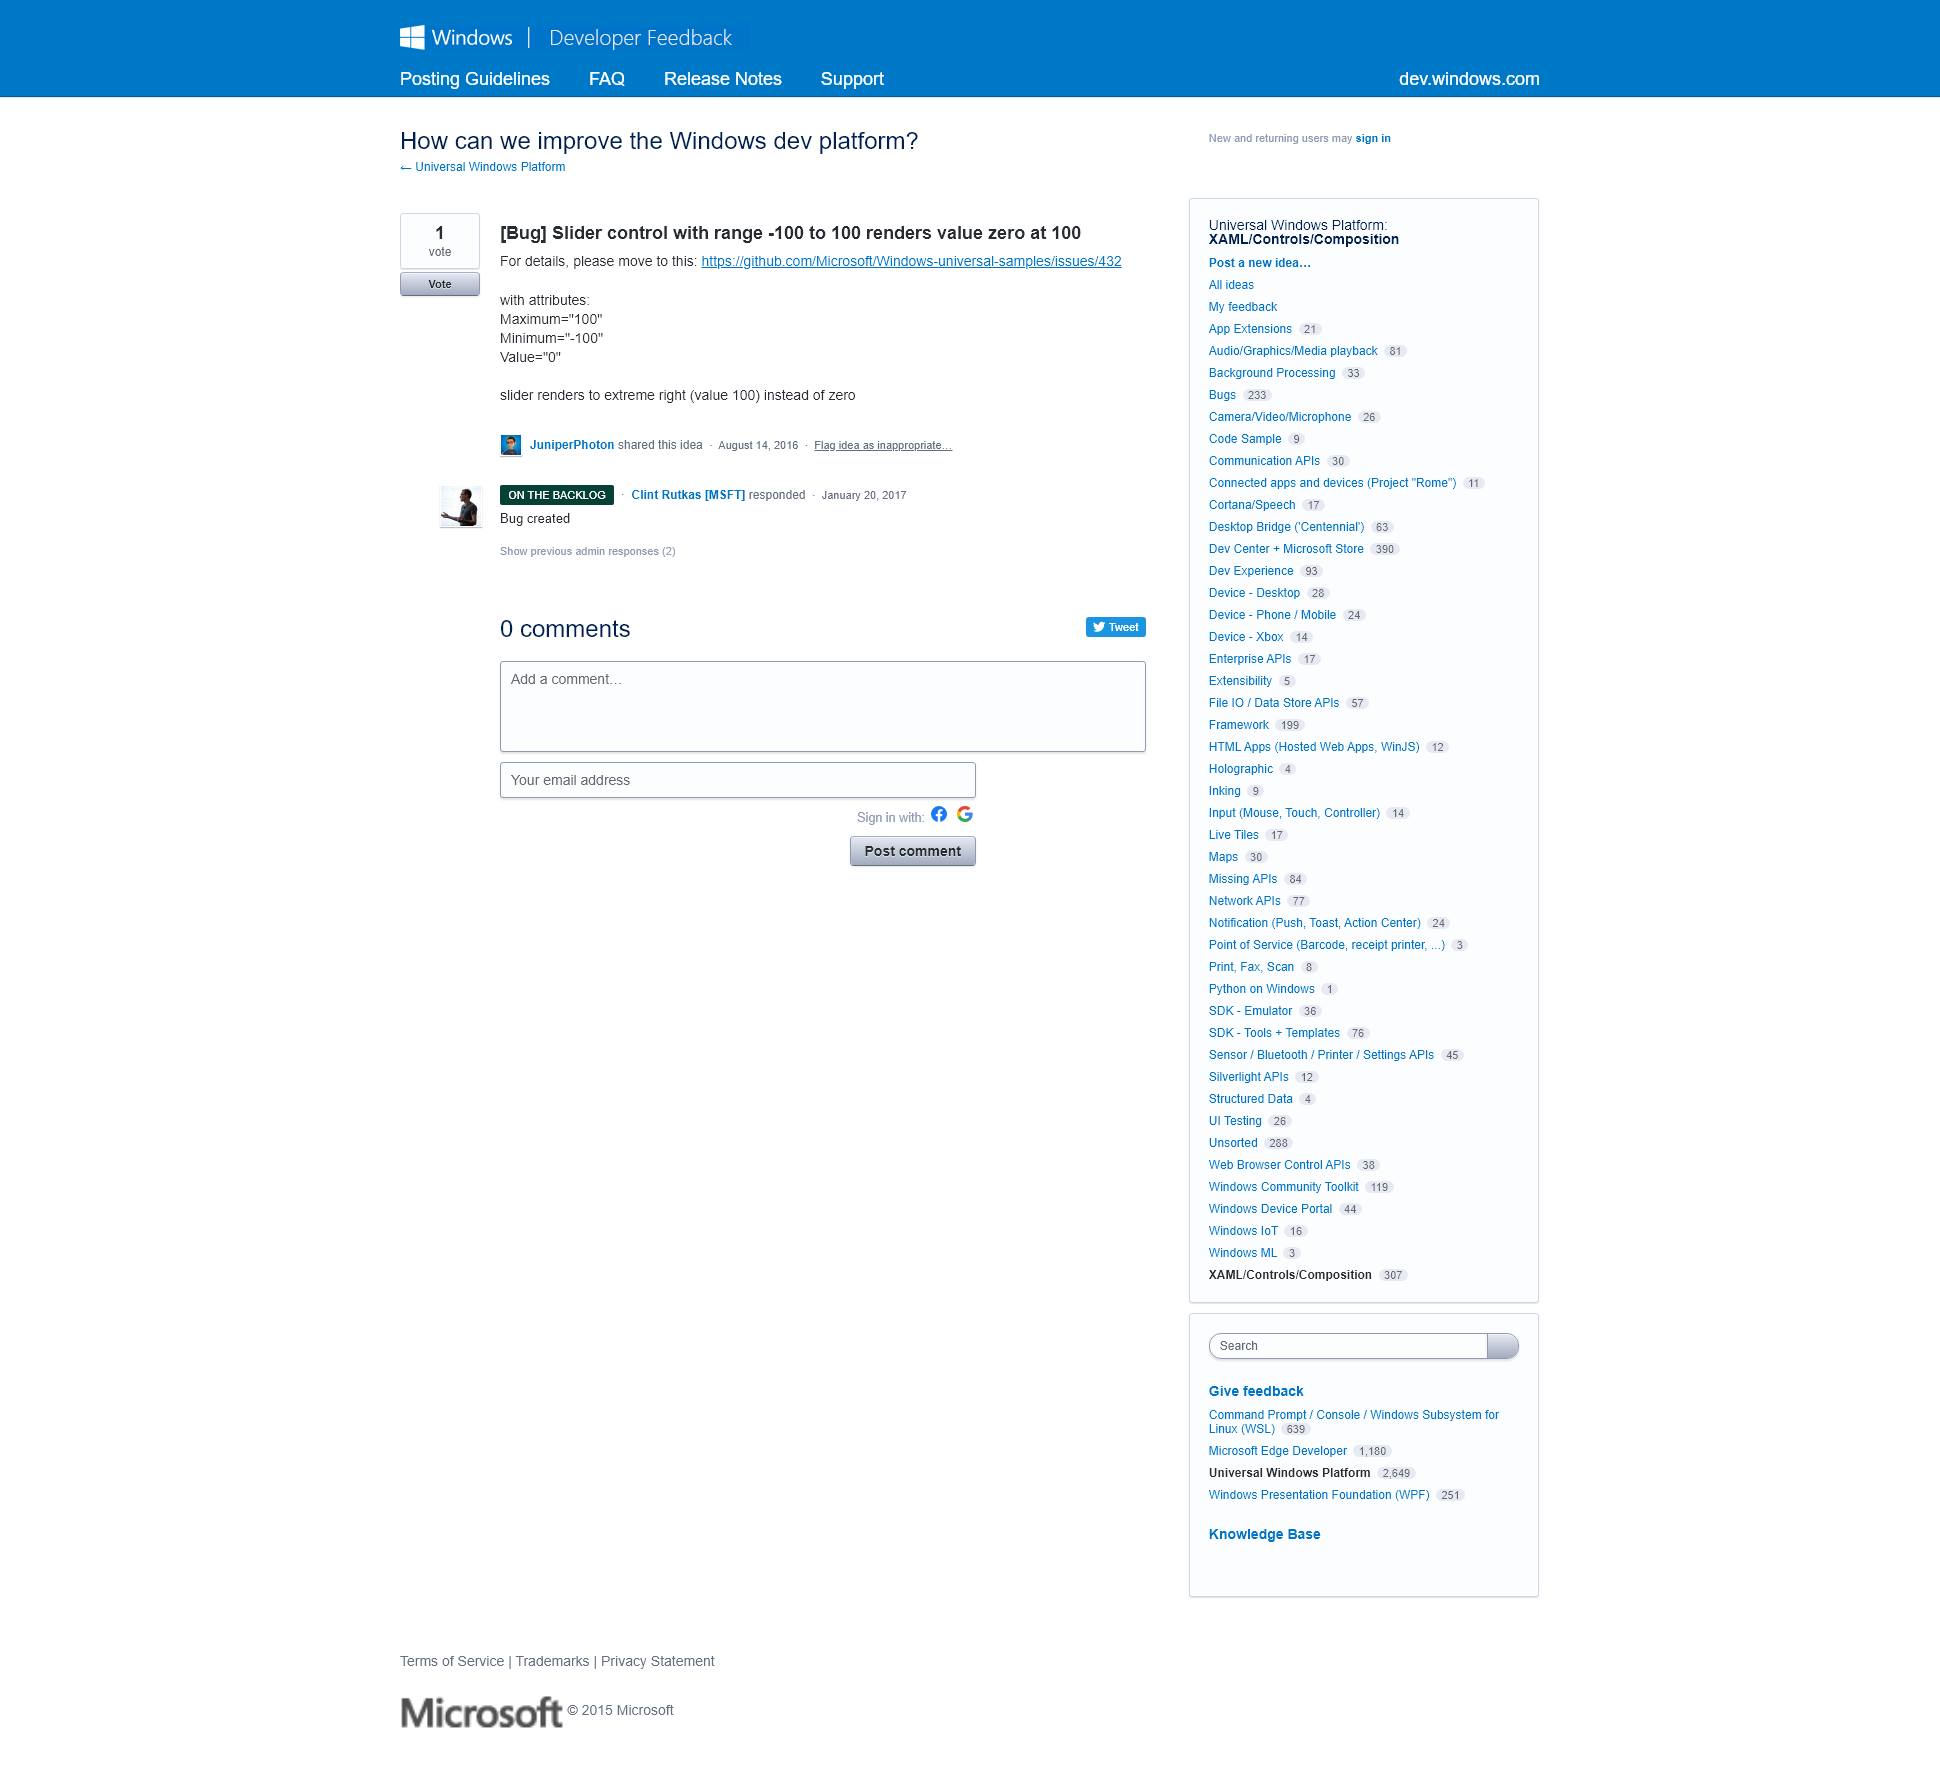 Windows | Developer Feedback
Posting Guidelines FAQ Release Notes Support dev.windows.com
How can we improve the Windows dev platform?
← Universal Windows Platform
New and returning users may sign in
1
vote
Vote
[Bug] Slider control with range -100 to 100 renders value zero at 100
For details, please move to this: https://github.com/Microsoft/Windows-universal-samples/issues/432
with attributes:
Maximum="100"
Minimum="-100"
Value="0"
slider renders to extreme right (value 100) instead of zero
JuniperPhoton shared this idea · August 14, 2016 · Flag idea as inappropriate…
ON THE BACKLOG · Clint Rutkas [MSFT] responded · January 20, 2017
Bug created
Show previous admin responses (2)
0 comments
Tweet
Add a comment…
Your email address
Sign in with:
Post comment
Universal Windows Platform:
XAML/Controls/Composition
Post a new idea…
All ideas
My feedback
App Extensions 21
Audio/Graphics/Media playback 81
Background Processing 33
Bugs 233
Camera/Video/Microphone 26
Code Sample 9
Communication APIs 30
Connected apps and devices (Project "Rome") 11
Cortana/Speech 17
Desktop Bridge ('Centennial') 63
Dev Center + Microsoft Store 390
Dev Experience 93
Device - Desktop 28
Device - Phone / Mobile 24
Device - Xbox 14
Enterprise APIs 17
Extensibility 5
File IO / Data Store APIs 57
Framework 199
HTML Apps (Hosted Web Apps, WinJS) 12
Holographic 4
Inking 9
Input (Mouse, Touch, Controller) 14
Live Tiles 17
Maps 30
Missing APIs 84
Network APIs 77
Notification (Push, Toast, Action Center) 24
Point of Service (Barcode, receipt printer, ...) 3
Print, Fax, Scan 8
Python on Windows 1
SDK - Emulator 36
SDK - Tools + Templates 76
Sensor / Bluetooth / Printer / Settings APIs 45
Silverlight APIs 12
Structured Data 4
UI Testing 26
Unsorted 288
Web Browser Control APIs 38
Windows Community Toolkit 119
Windows Device Portal 44
Windows IoT 16
Windows ML 3
XAML/Controls/Composition 307
Search
Give feedback
Command Prompt / Console / Windows Subsystem for
Linux (WSL) 639
Microsoft Edge Developer 1,180
Universal Windows Platform 2,649
Windows Presentation Foundation (WPF) 251
Knowledge Base
Terms of Service | Trademarks | Privacy Statement
Microsoft © 2015 Microsoft